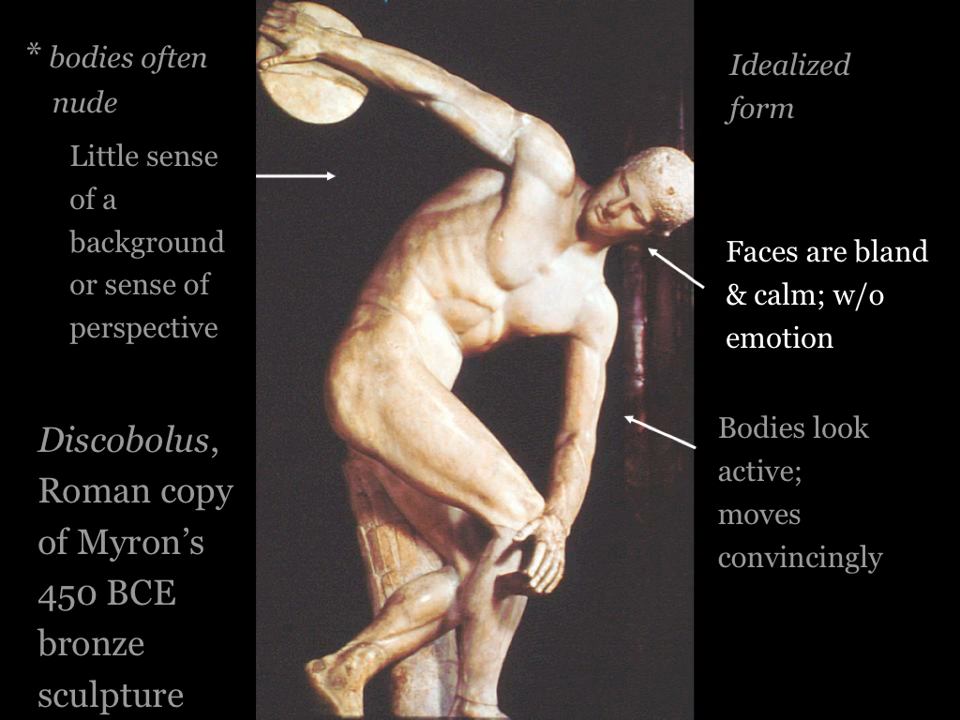 * bodies often
nude
Little sense
of a
background
or sense of
perspective
Discobolus,
Roman copy
of Myron’s
450 BCE
bronze
sculpture
Idealized
form
Faces are bland
& calm; w/o
emotion
Bodies look
active;
moves
convincingly